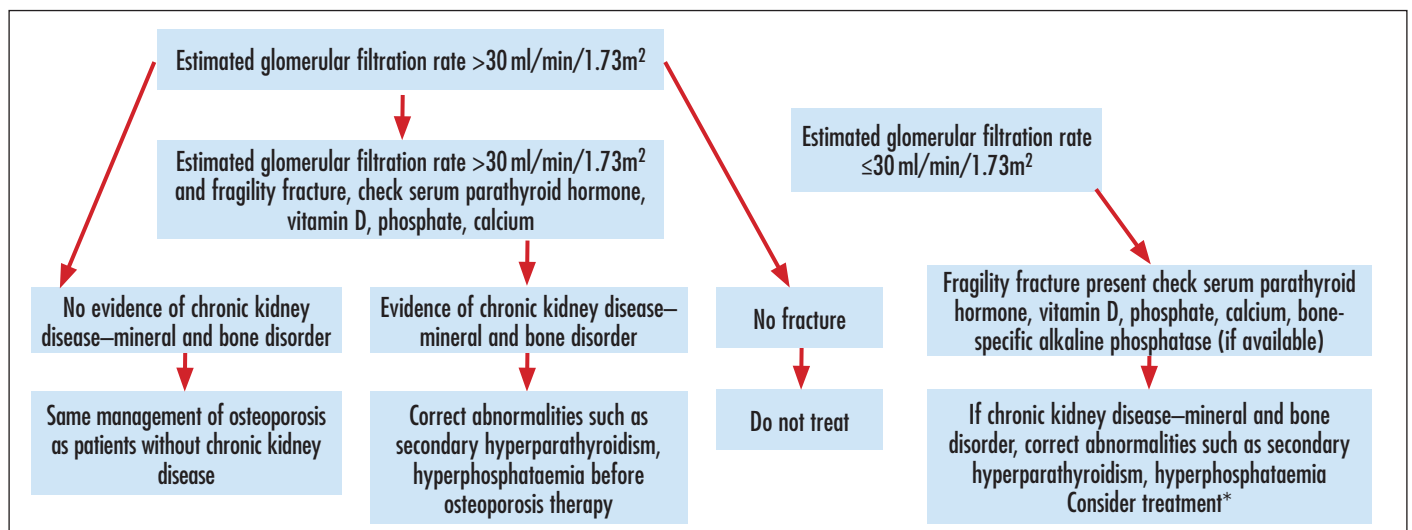 Estimated glomerular filtration rate >30 ml/min/1.73m²
Estimated glomerular filtration rate
≤30 ml/min/1.73m²
Estimated glomerular filtration rate >30 ml/min/1.73m²
and fragility fracture, check serum parathyroid hormone,
vitamin D, phosphate, calcium
No evidence of chronic kidney
disease–mineral and bone disorder
Evidence of chronic kidney disease–
mineral and bone disorder
No fracture
Fragility fracture present check serum parathyroid
hormone, vitamin D, phosphate, calcium, bone-
specific alkaline phosphatase (if available)
Same management of osteoporosis
as patients without chronic kidney
disease
Correct abnormalities such as
secondary hyperparathyroidism,
hyperphosphataemia before
osteoporosis therapy
Do not treat
If chronic kidney disease–mineral and bone
disorder, correct abnormalities such as secondary
hyperparathyroidism, hyperphosphataemia
Consider treatment*